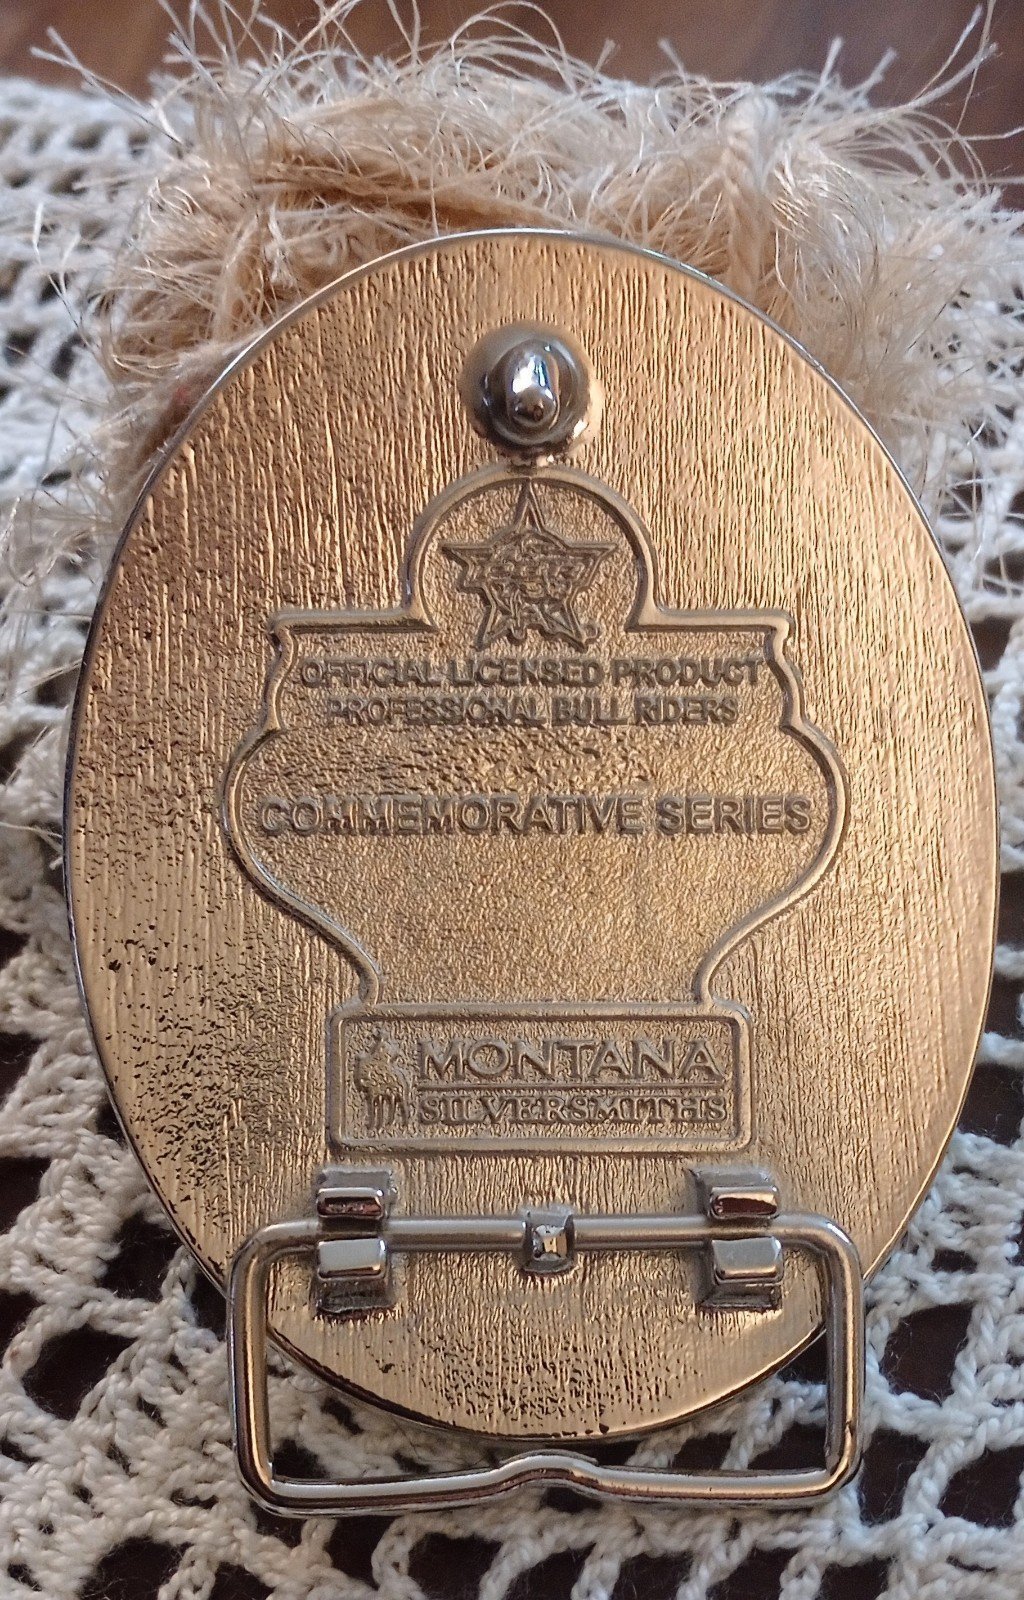 OFFICIAL LICENSED PRODUCT
PROFESSIONAL BULL RIDERS
COMMEMORATIVE SERIES
MONTANA
SILVERSMITHS